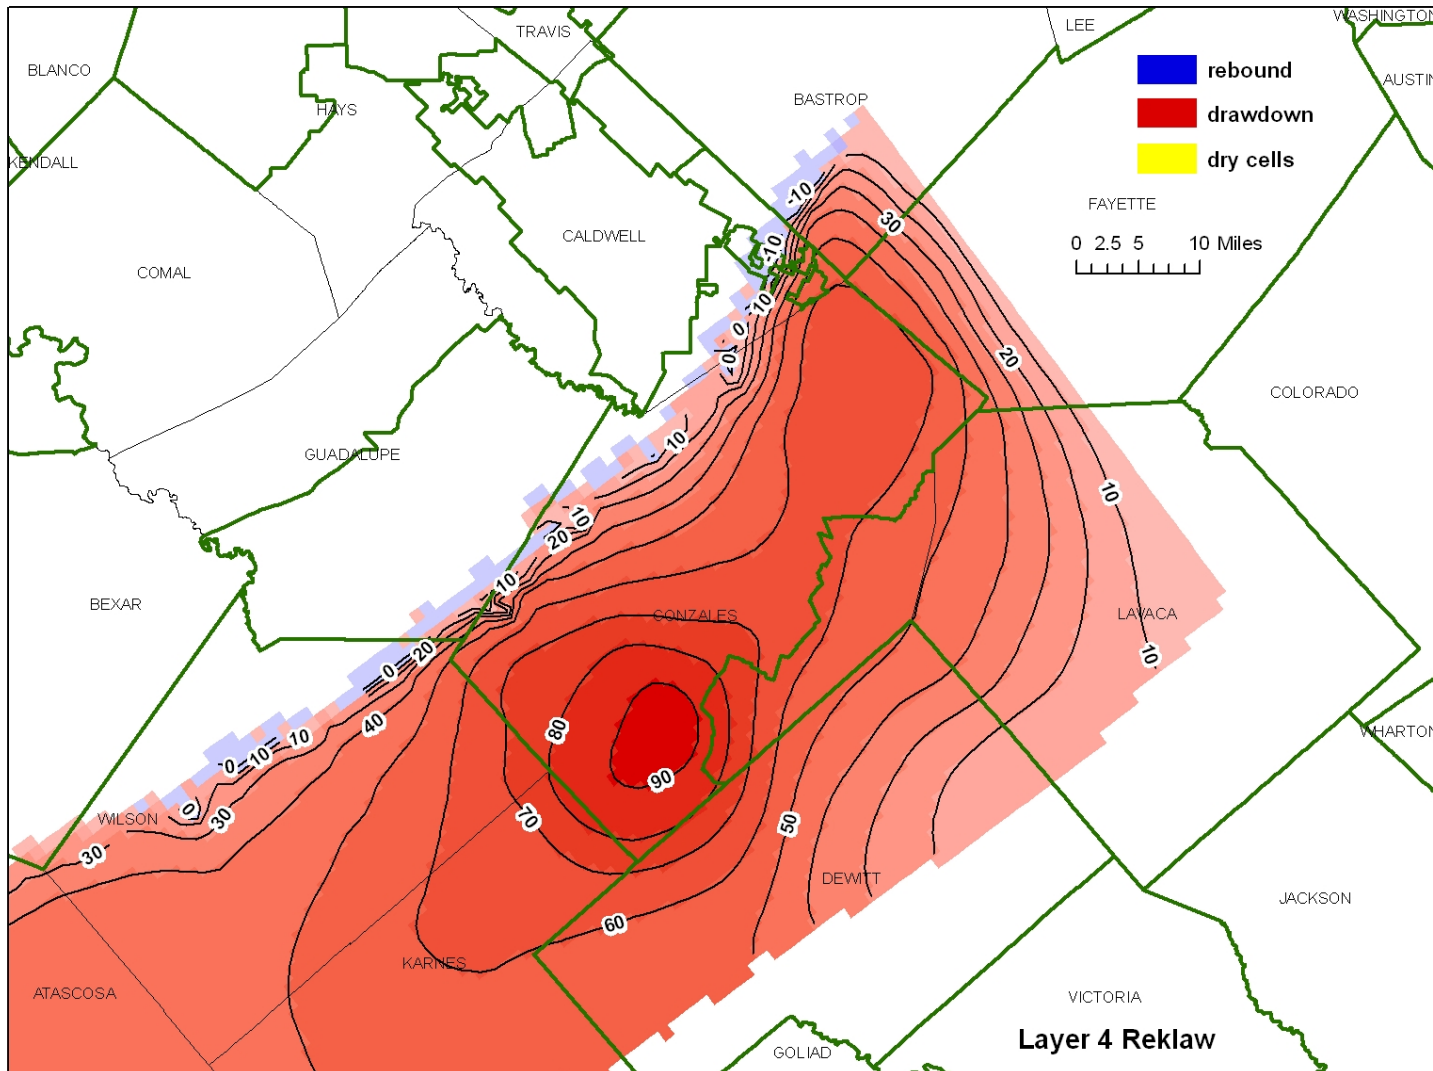 WASHINGTON
TRAVIS
LEE
BLANCO
rebound
AUSTIN
BASTROP
HAYS
drawdown
KENDALL
dry cells
-10
FAYETTE
30
CALDWELL
0 2.5 5 10 Miles
-10
COMAL
10
0
20
0
COLORADO
10
GUADALUPE
10
10
20
10
BEXAR
GONZALES
LAVACA
20
10
0
40
80
WHARTON
10
10
0
90
0
30
WILSON
70
50
30
DEWITT
JACKSON
60
KARNES
ATASCOSA
VICTORIA
Layer 4 Reklaw
GOLIAD